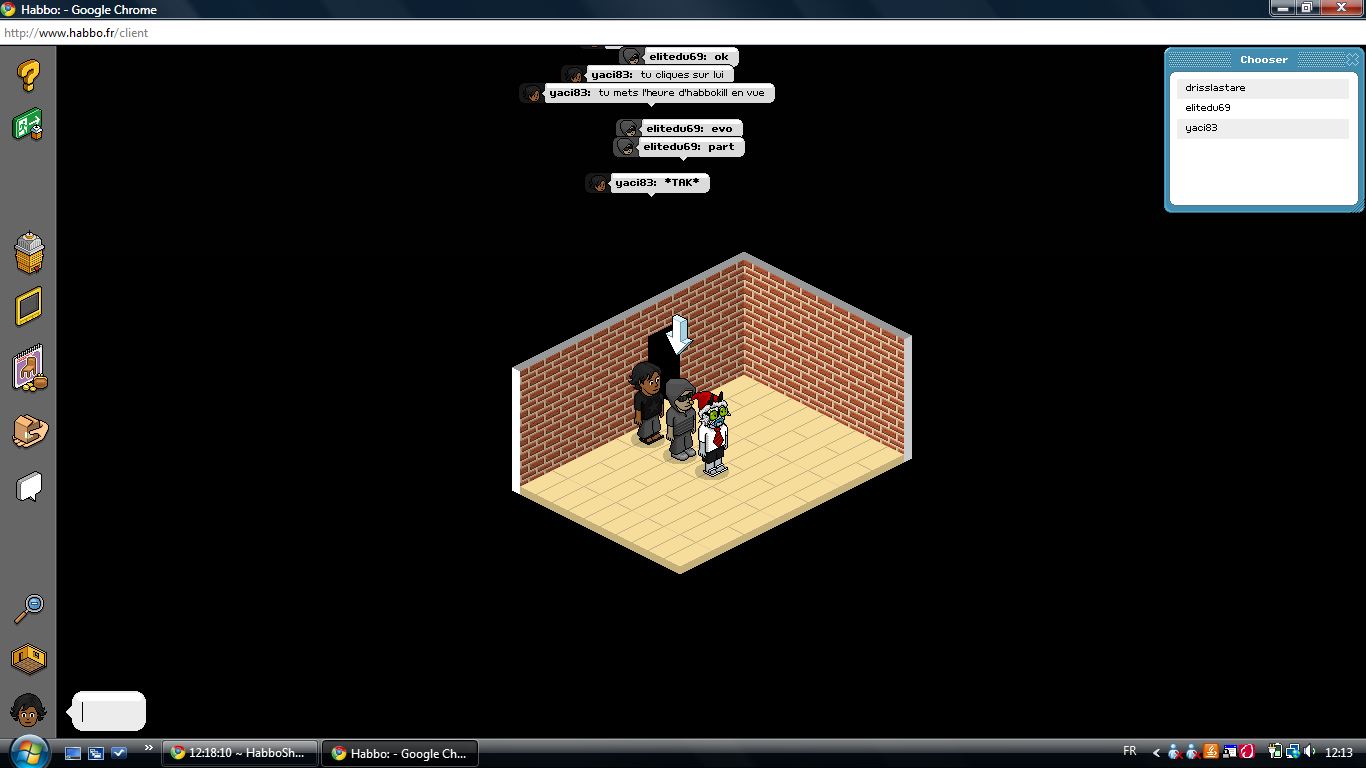 Habbo: - Google Chrome
http://www.habbo.fr/client
elitedu69: ok
yaci83: tu cliques sur lui
yaci83: tu mets l'heure d'habbokill en vue
elitedu69: evo
elitedu69: part
yaci83: *TAK*
Chooser
drisslastare
elitedu69
yaci83
12:18:10 ~ HabboSh...
Habbo: - Google Ch...
FR
12:13